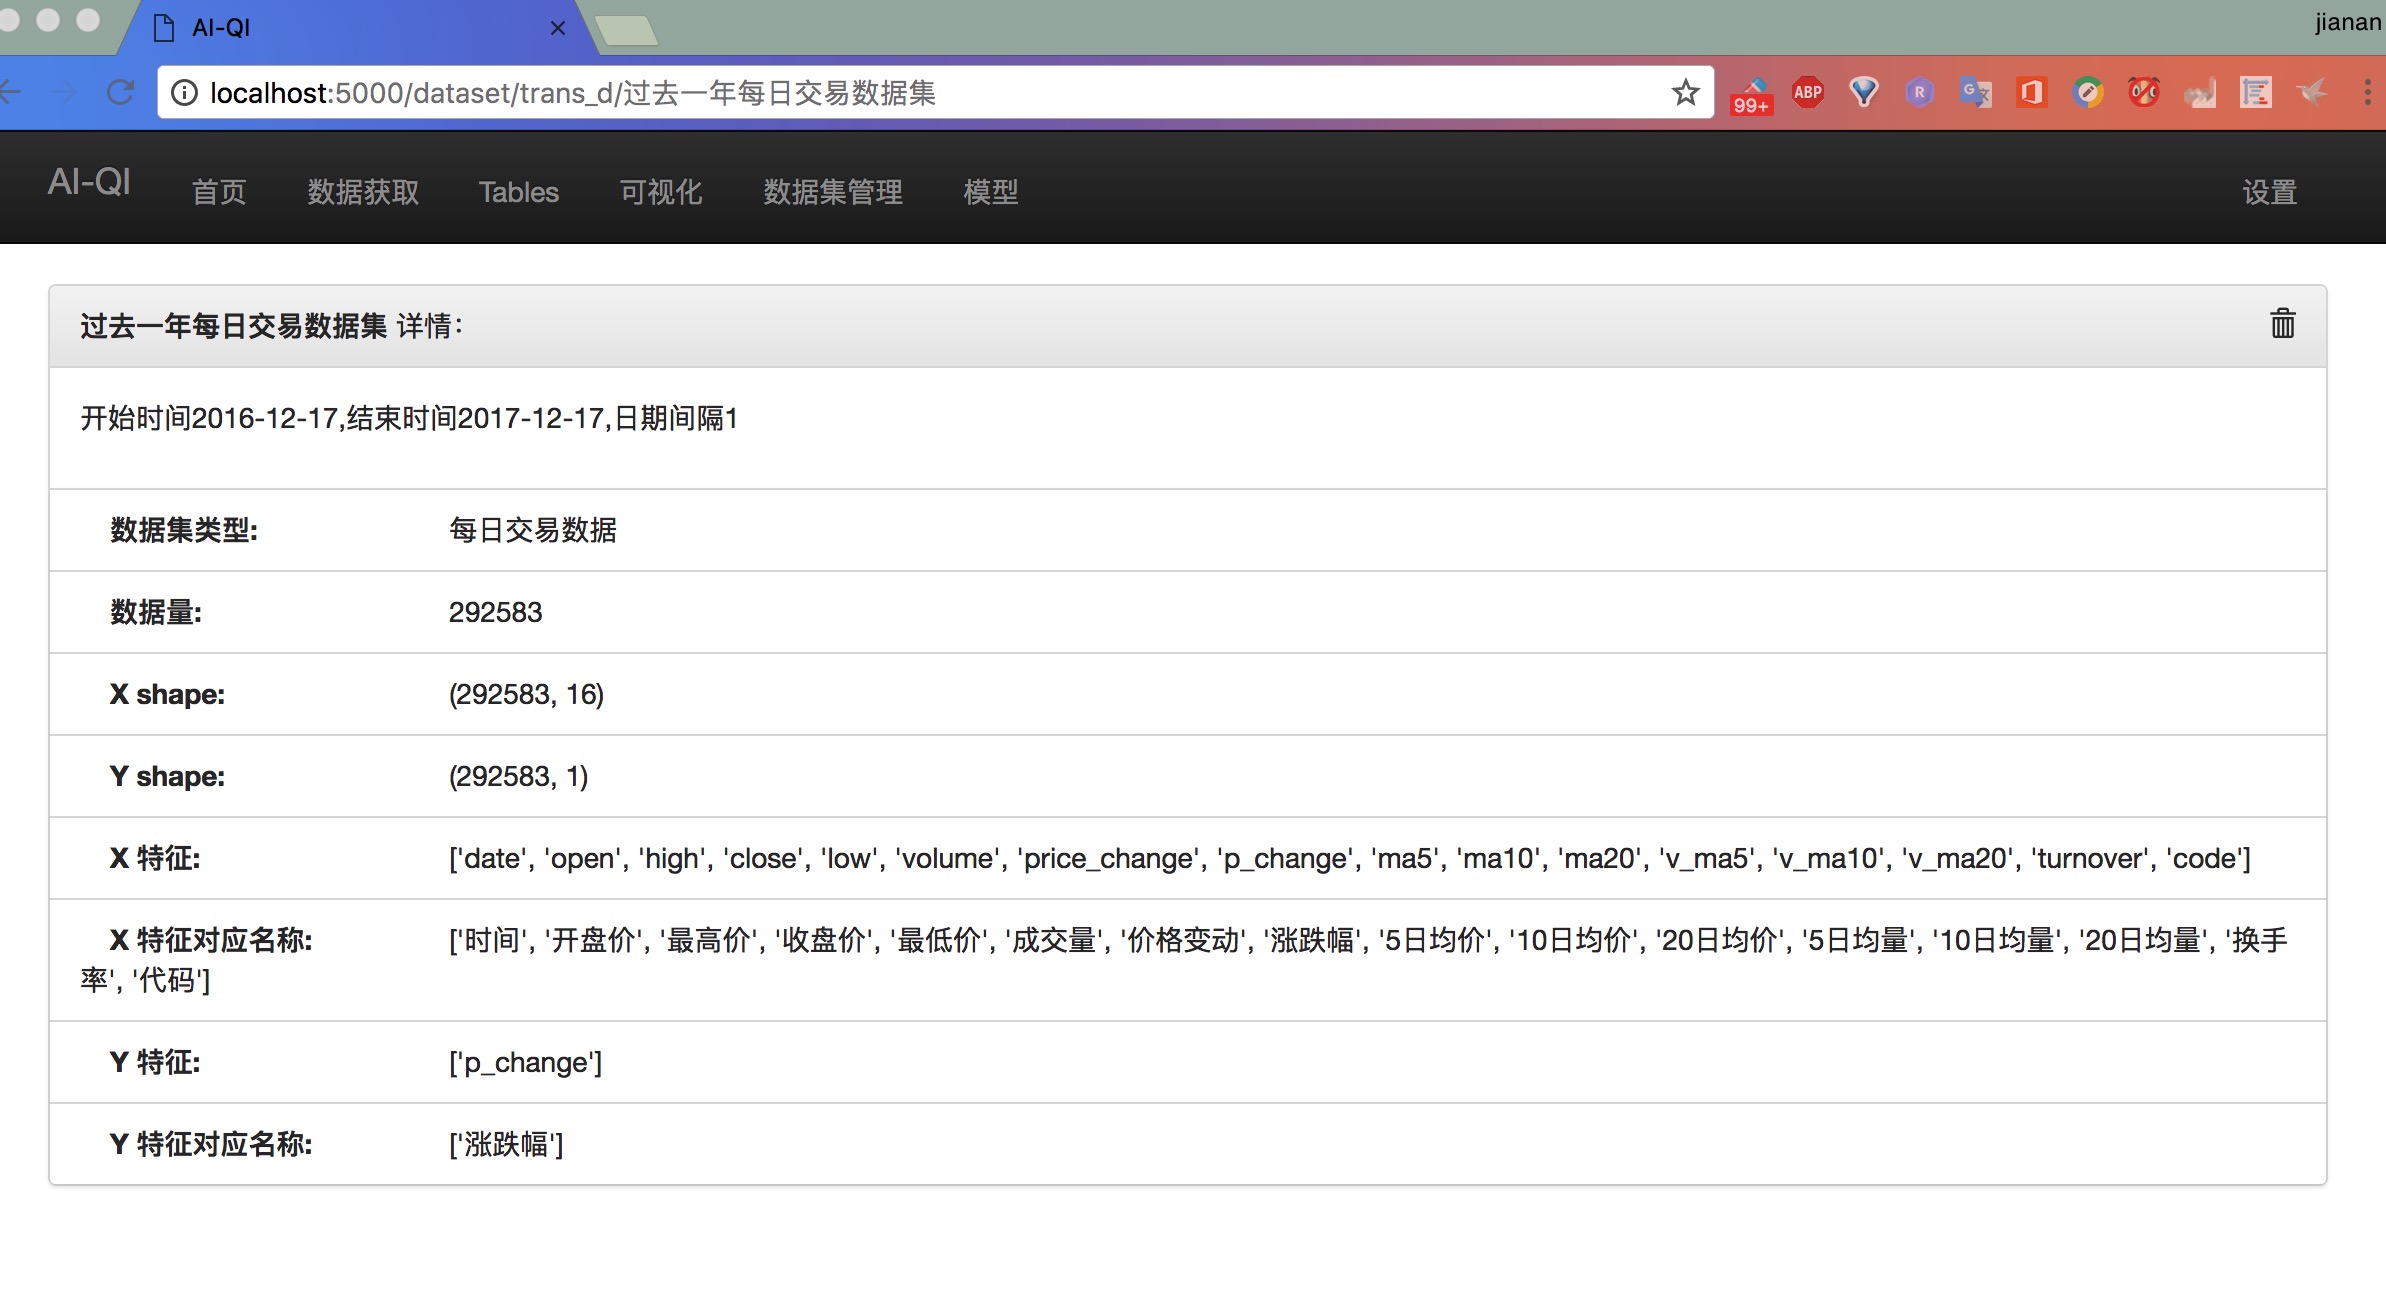 AI-QI
jianan
localhost:5000/dataset/trans_d/过去一年每日交易数据集
99+
ABP
AI-QI 首页 数据获取 Tables 可视化 数据集管理 模型 设置
过去一年每日交易数据集 详情：
开始时间2016-12-17,结束时间2017-12-17,日期间隔1
数据集类型: 每日交易数据
数据量: 292583
X shape: (292583, 16)
Y shape: (292583, 1)
X 特征: ['date', 'open', 'high', 'close', 'low', 'volume', 'price_change', 'p_change', 'ma5', 'ma10', 'ma20', 'v_ma5', 'v_ma10', 'v_ma20', 'turnover', 'code']
X 特征对应名称: ['时间', '开盘价', '最高价', '收盘价', '最低价', '成交量', '价格变动', '涨跌幅', '5日均价', '10日均价', '20日均价', '5日均量', '10日均量', '20日均量', '换手
率', '代码']
Y 特征: ['p_change']
Y 特征对应名称: ['涨跌幅']